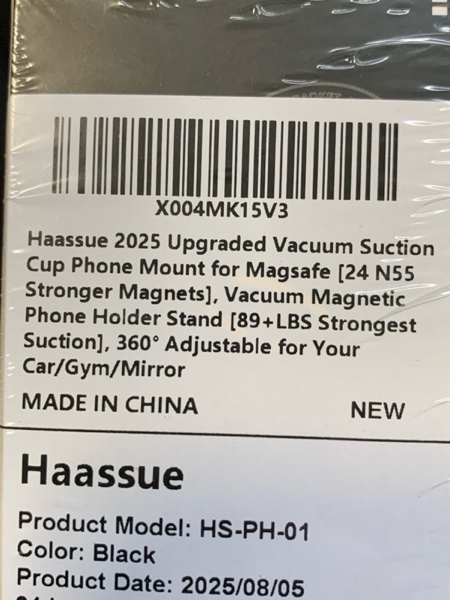 X004MK15V3
Haassue 2025 Upgraded Vacuum Suction
Cup Phone Mount for Magsafe [24 N55
Stronger Magnets], Vacuum Magnetic
Phone Holder Stand [89+LBS Strongest
Suction], 360° Adjustable for Your
Car/Gym/Mirror
MADE IN CHINA NEW
Haassue
Product Model: HS-PH-01
Color: Black
Product Date: 2025/08/05